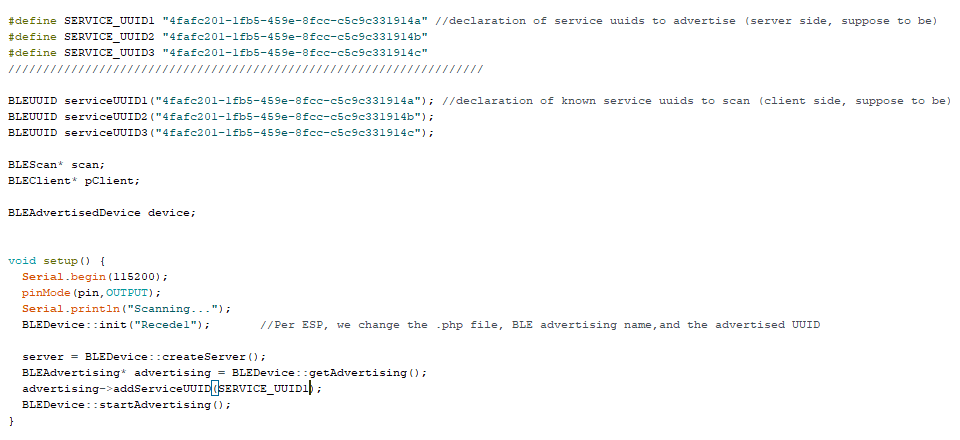 #define SERVICE_UUID1 "4fafc201-1fb5-459e-8fcc-c5c9c331914a" //declaration of service uuids to advertise (server side, suppose to be)
#define SERVICE_UUID2 "4fafc201-1fb5-459e-8fcc-c5c9c331914b"
#define SERVICE_UUID3 "4fafc201-1fb5-459e-8fcc-c5c9c331914c"
////////////////////////////////////////////////////////////////////
BLEUUID serviceUUID1("4fafc201-1fb5-459e-8fcc-c5c9c331914a"); //declaration of known service uuids to scan (client side, suppose to be)
BLEUUID serviceUUID2("4fafc201-1fb5-459e-8fcc-c5c9c331914b");
BLEUUID serviceUUID3("4fafc201-1fb5-459e-8fcc-c5c9c331914c");
BLEScan* scan;
BLEClient* pClient;
BLEAdvertisedDevice device;
void setup() {
  Serial.begin(115200);
  pinMode(pin,OUTPUT);
  Serial.println("Scanning...");
  BLEDevice::init("Recede1");       //Per ESP, we change the .php file, BLE advertising name,and the advertised UUID
  server = BLEDevice::createServer();
  BLEAdvertising* advertising = BLEDevice::getAdvertising();
  advertising->addServiceUUID(SERVICE_UUID1);
  BLEDevice::startAdvertising();
}